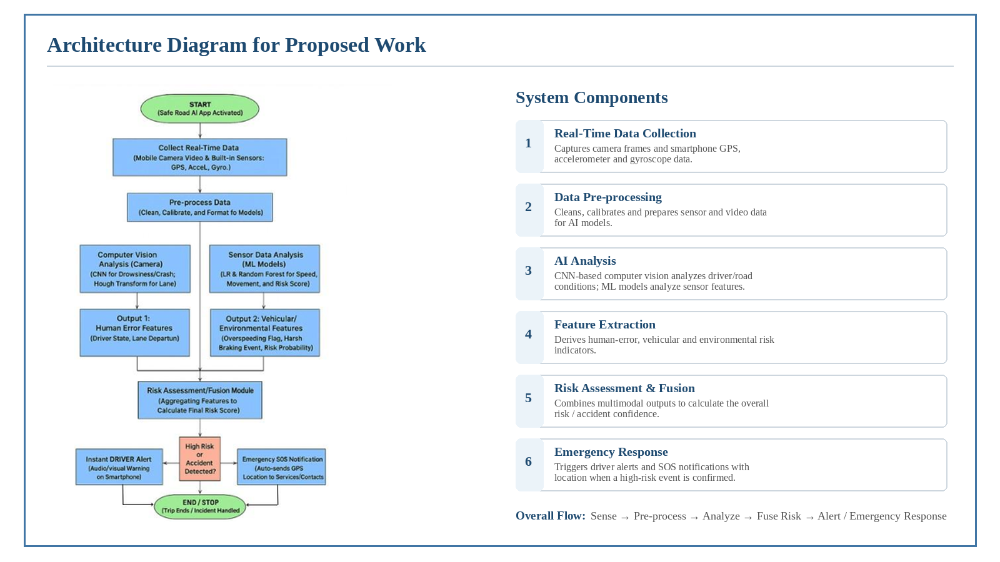 Architecture Diagram for Proposed Work
START
(Safe Road AI App Activated)
Collect Real-Time Data
(Mobile Camera Video & Built-in Sensors:
GPS, AcceL, Gyro.)
Pre-process Data
(Clean, Calibrate, and Format fo Models)
Computer Vision
Analysis (Camera)
(CNN for Drowsiness/Crash;
Hough Transform for Lane)
Sensor Data Analysis
(ML Models)
(LR & Random Forest for Speed,
Movement, and Risk Score)
Output 1:
Human Error Features
(Driver State, Lane Departun)
Output 2: Vehicular/
Environmental Features
(Overspeeding Flag, Harsh
Braking Event, Risk Probability)
Risk Assessment/Fusion Module
(Aggregating Features to
Calculate Final Risk Score)
High Risk
or
Accident
Detected?
Instant DRIVER Alert
(Audio/visual Warning
on Smartphone)
Emergency SOS Notification
(Auto-sends GPS
Location to Services/Contacts
END / STOP
(Trip Ends / Incident Handled
System Components
1
Real-Time Data Collection
Captures camera frames and smartphone GPS,
accelerometer and gyroscope data.
2
Data Pre-processing
Cleans, calibrates and prepares sensor and video data
for AI models.
3
AI Analysis
CNN-based computer vision analyzes driver/road
conditions; ML models analyze sensor features.
4
Feature Extraction
Derives human-error, vehicular and environmental risk
indicators.
5
Risk Assessment & Fusion
Combines multimodal outputs to calculate the overall
risk / accident confidence.
6
Emergency Response
Triggers driver alerts and SOS notifications with
location when a high-risk event is confirmed.
Overall Flow: Sense → Pre-process → Analyze → Fuse Risk → Alert / Emergency Response